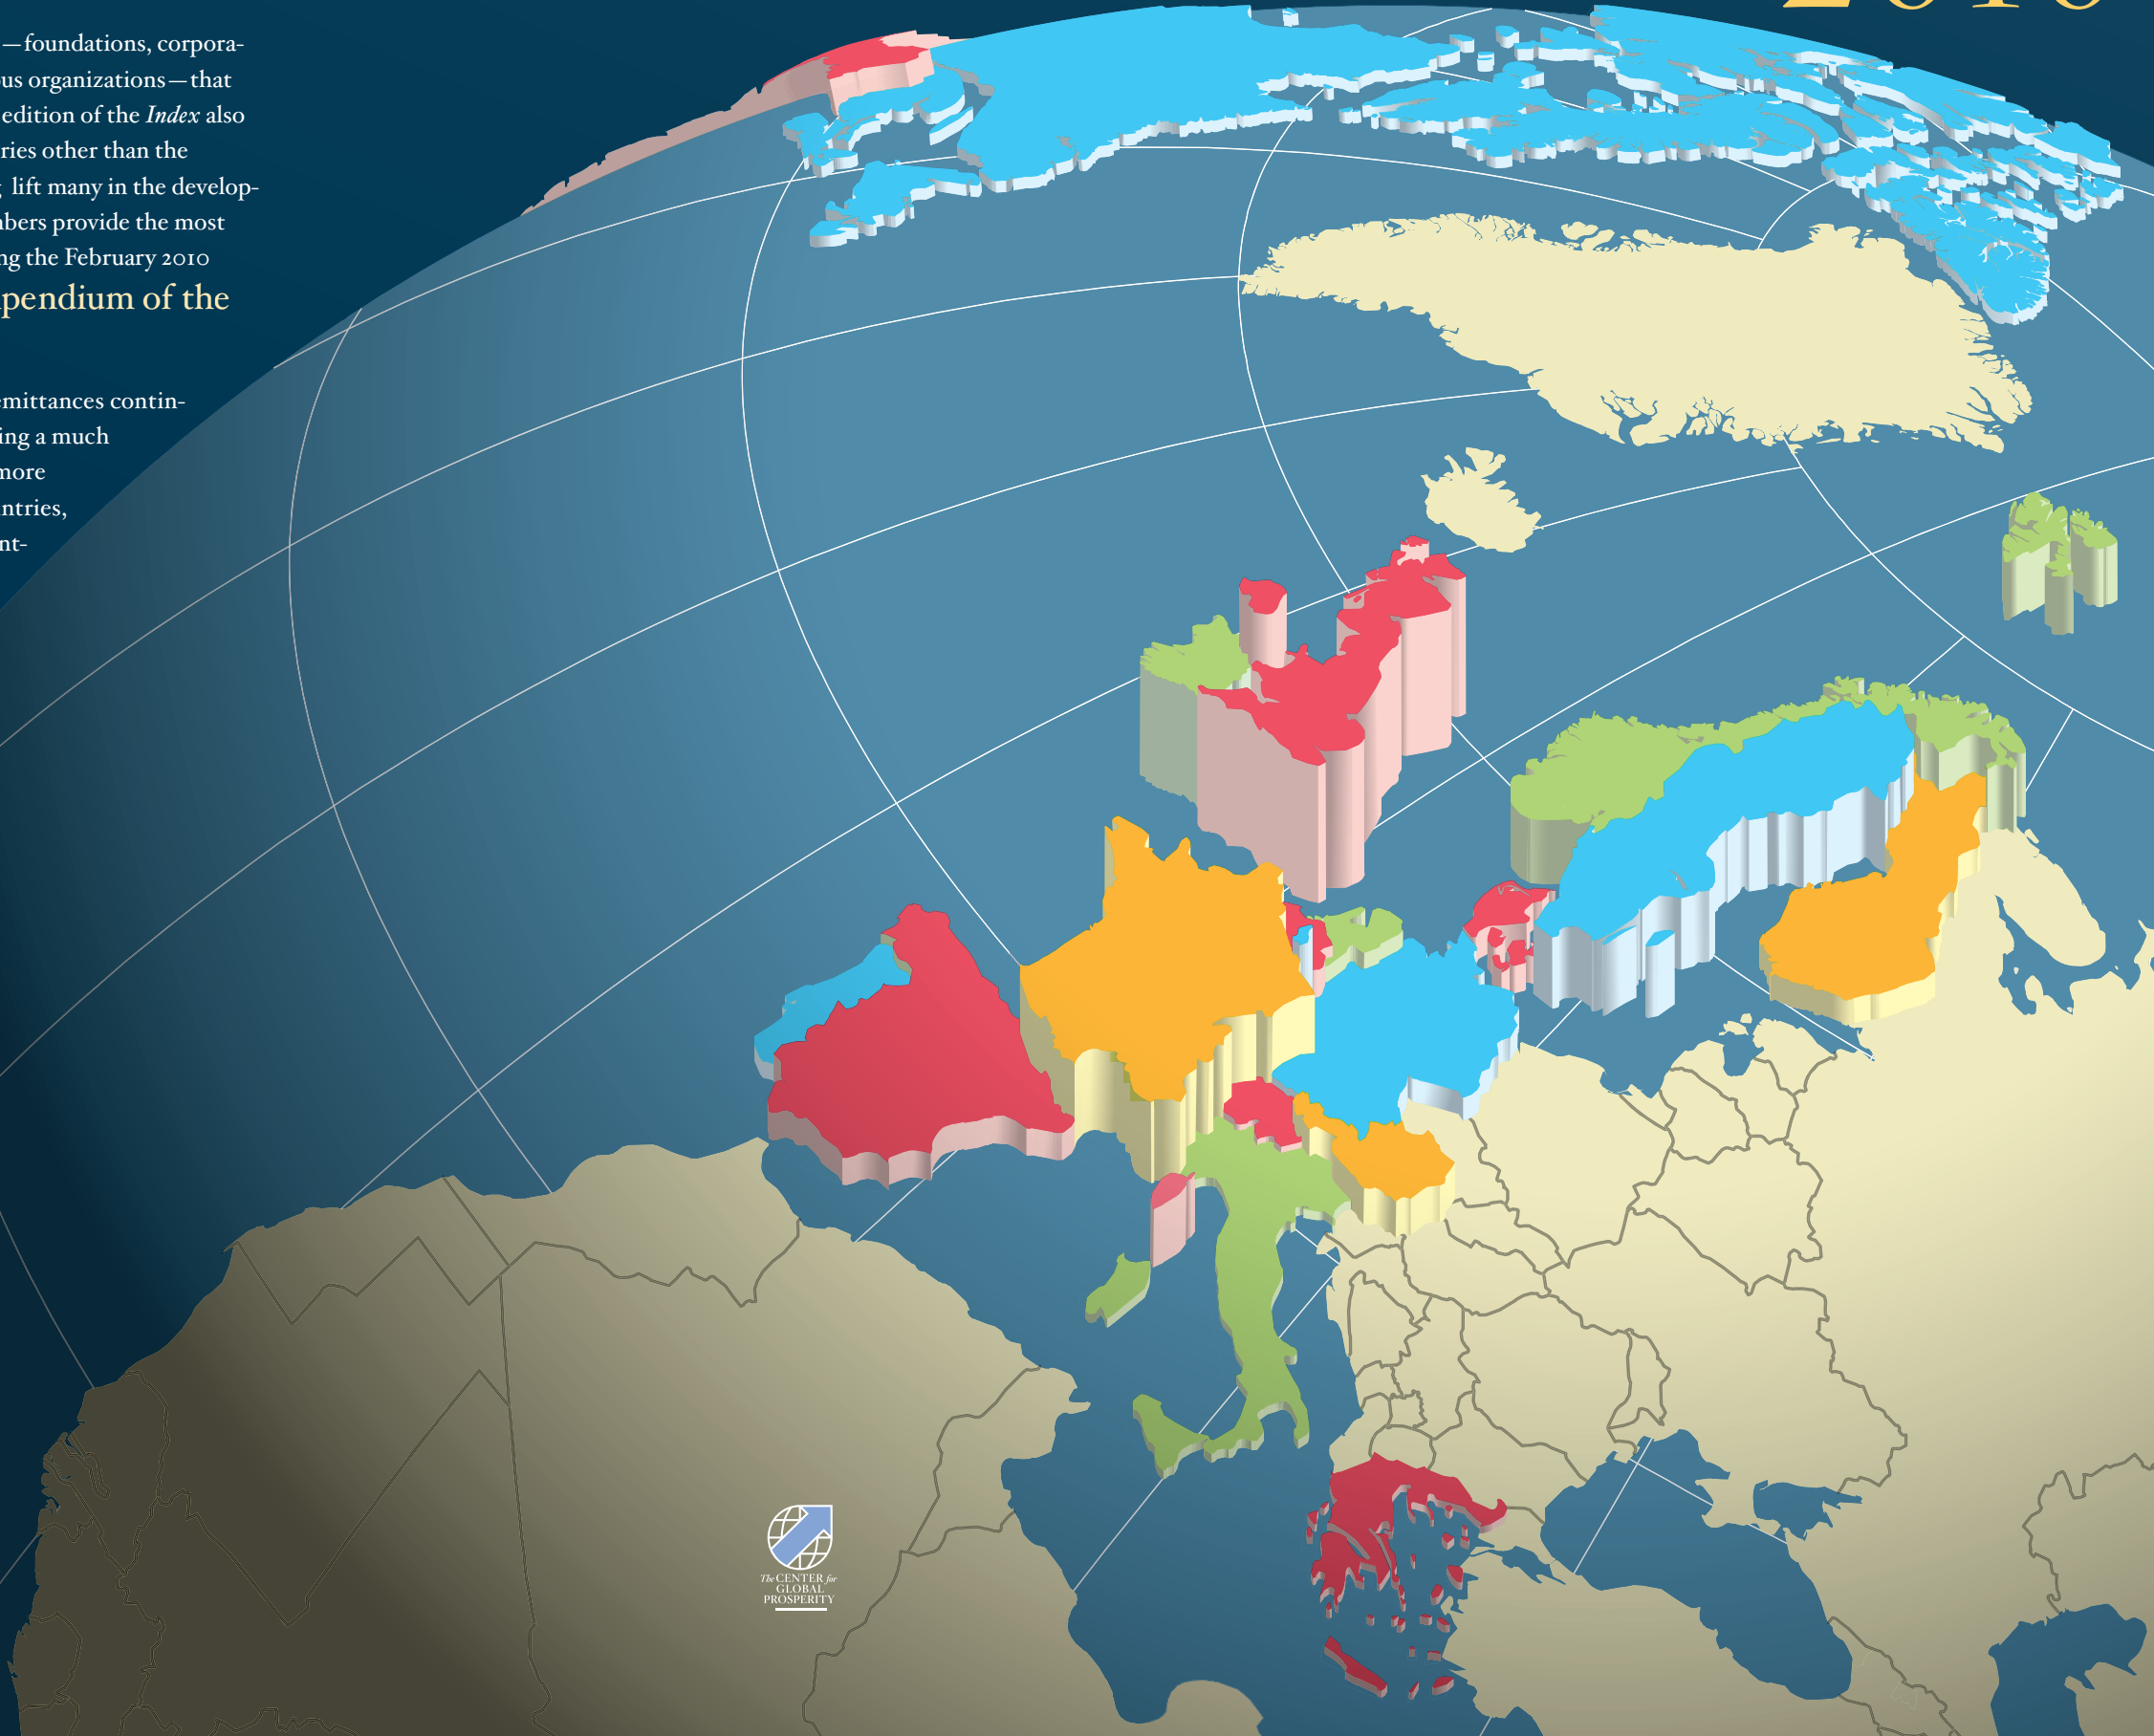 —foundations, corpora-
us organizations—that
edition of the Index also
ries other than the
lift many in the develop-
bers provide the most
ng the February 2010
pendium of the
emittances contin-
ing a much
more
ntries,
nt-
The CENTER for
GLOBAL
PROSPERITY